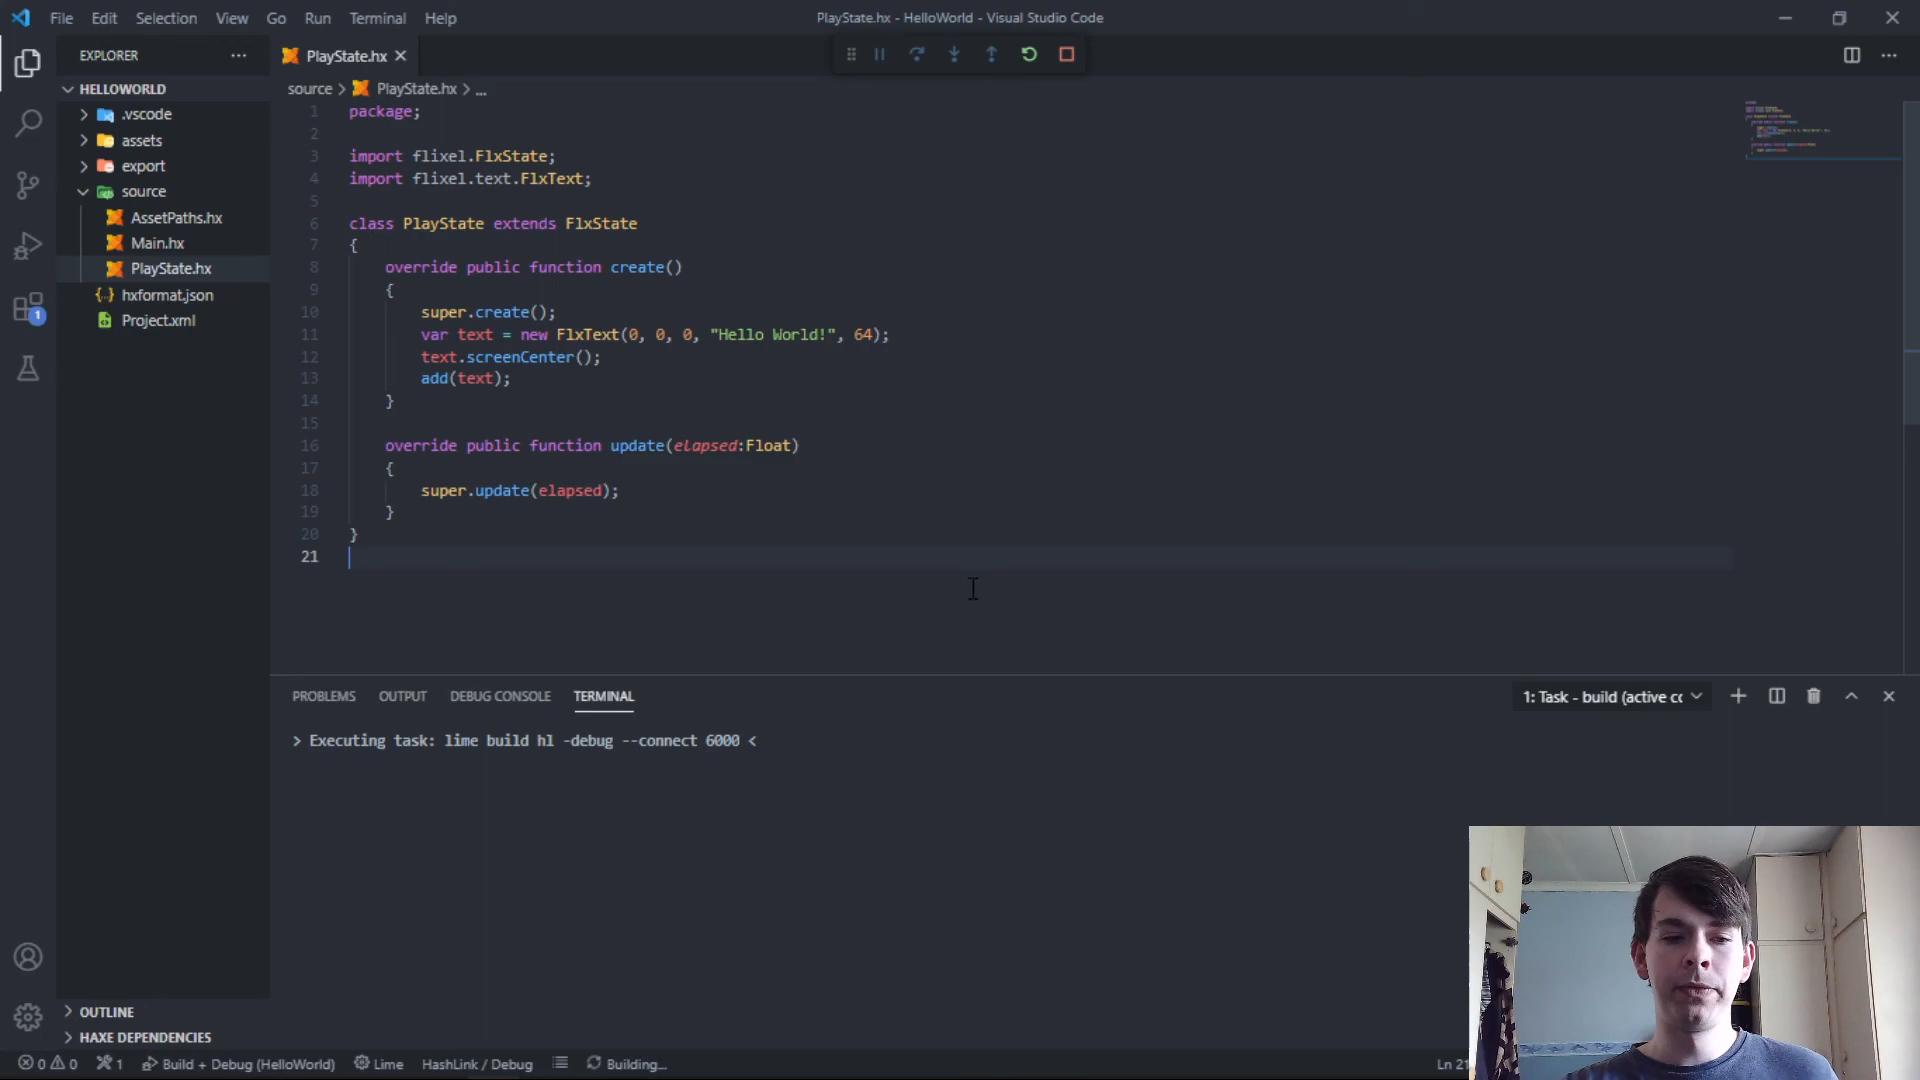 File Edit Selection View Go Run Terminal Help
PlayState.hx - HelloWorld - Visual Studio Code
EXPLORER
PlayState.hx
HELLOWORLD
source > PlayState.hx > ...
.vscode
assets
export
source
AssetPaths.hx
Main.hx
PlayState.hx
hxformat.json
Project.xml
1 package;
2
3 import flixel.FlxState;
4 import flixel.text.FlxText;
5
6 class PlayState extends FlxState
7 {
8 override public function create()
9 {
10 super.create();
11 var text = new FlxText(0, 0, 0, "Hello World!", 64);
12 text.screenCenter();
13 add(text);
14 }
15
16 override public function update(elapsed:Float)
17 {
18 super.update(elapsed);
19 }
20 }
21
1
PROBLEMS OUTPUT DEBUG CONSOLE TERMINAL
1: Task - build (active cc
> Executing task: lime build hl -debug --connect 6000 <
OUTLINE
HAXE DEPENDENCIES
0 0 1 Build + Debug (HelloWorld) Lime HashLink / Debug Building... Ln 21